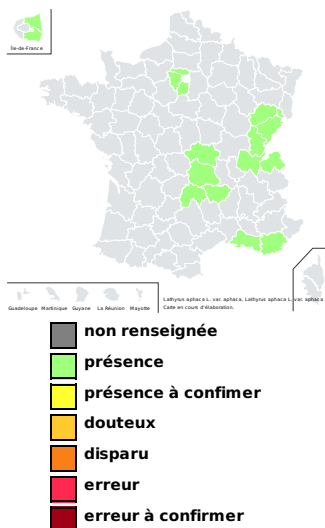 Île-de-France
Guadeloupe Martinique Guyane La Réunion Mayotte
Lathyrus aphaca L. var. aphaca, Lathyrus aphaca L. var. aphaca
Carte en cours d'élaboration.
non renseignée
présence
présence à confimer
douteux
disparu
erreur
erreur à confirmer